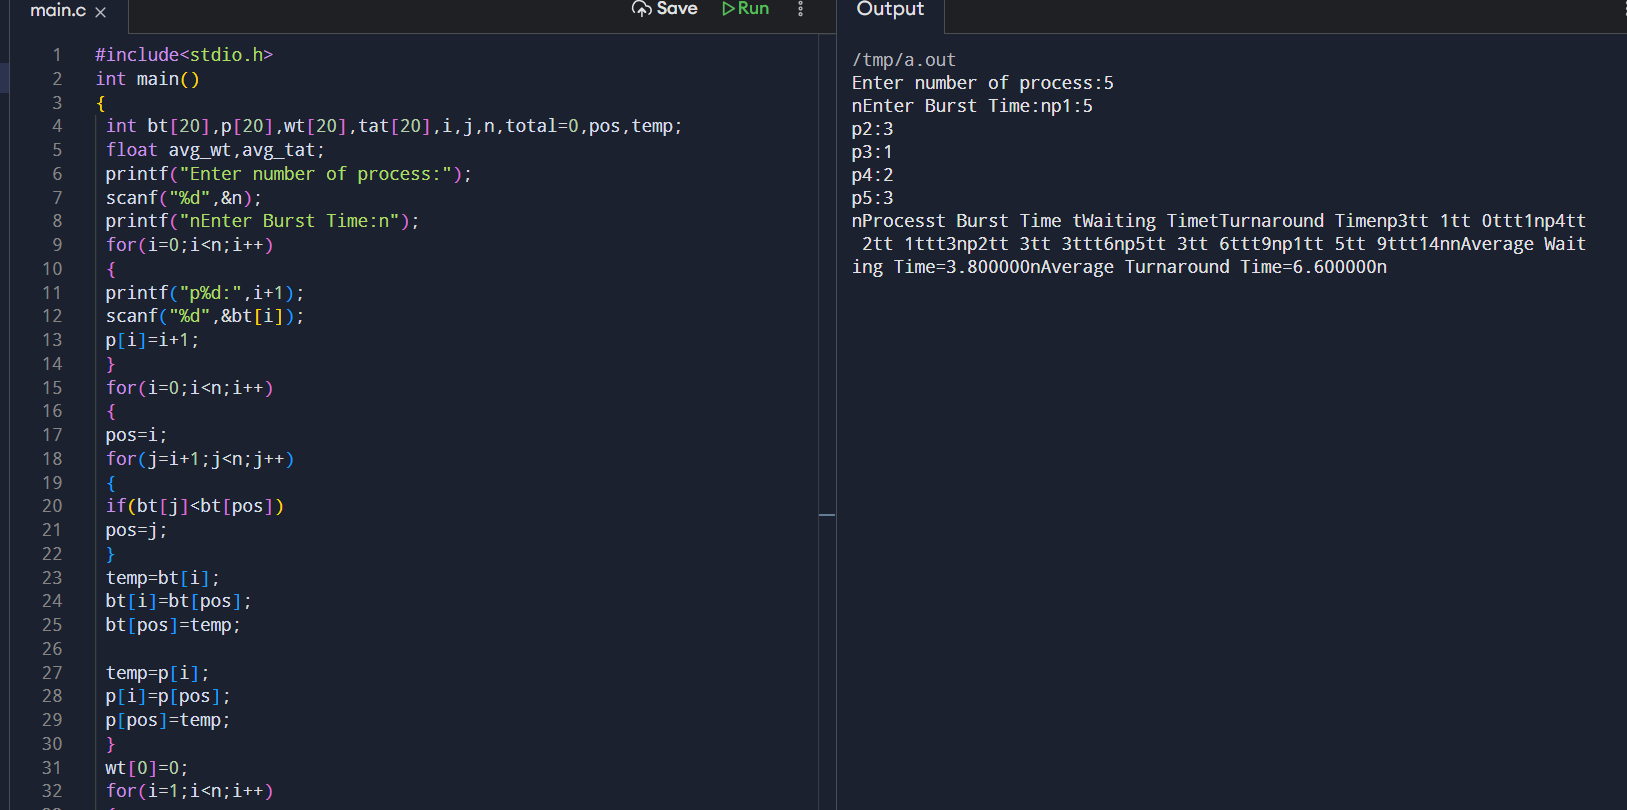 main.c ×
Save
Run
Output
1 #include<stdio.h>
2 int main()
3 {
4 int bt[20],p[20],wt[20],tat[20],i,j,n,total=0,pos,temp;
5 float avg_wt,avg_tat;
6 printf("Enter number of process:");
7 scanf("%d",&n);
8 printf("nEnter Burst Time:n");
9 for(i=0;i<n;i++)
10 {
11 printf("p%d:",i+1);
12 scanf("%d",&bt[i]);
13 p[i]=i+1;
14 }
15 for(i=0;i<n;i++)
16 {
17 pos=i;
18 for(j=i+1;j<n;j++)
19 {
20 if(bt[j]<bt[pos])
21 pos=j;
22 }
23 temp=bt[i];
24 bt[i]=bt[pos];
25 bt[pos]=temp;
26
27 temp=p[i];
28 p[i]=p[pos];
29 p[pos]=temp;
30 }
31 wt[0]=0;
32 for(i=1;i<n;i++)
/tmp/a.out
Enter number of process:5
nEnter Burst Time:np1:5
p2:3
p3:1
p4:2
p5:3
nProcesst Burst Time tWaiting TimetTurnaround Timenp3tt 1tt 0ttt1np4tt
2tt 1ttt3np2tt 3tt 3ttt6np5tt 3tt 6ttt9np1tt 5tt 9ttt14nnAverage Wait
ing Time=3.800000nAverage Turnaround Time=6.600000n